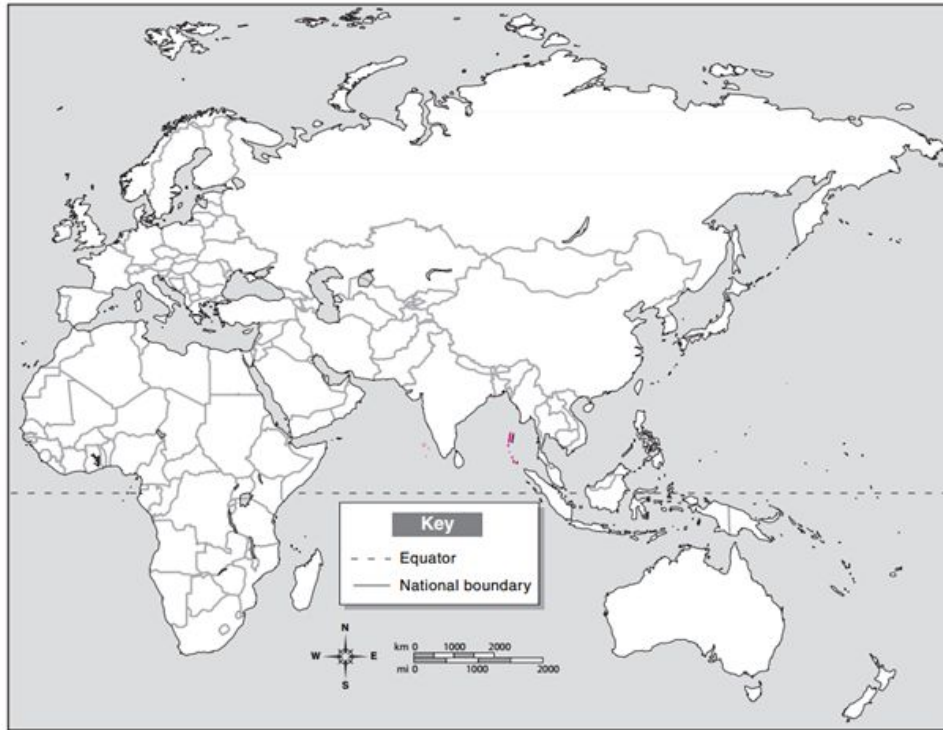 Key
Equator
National boundary
N
W E
S
km 0 1000 2000
mi 0 1000 2000